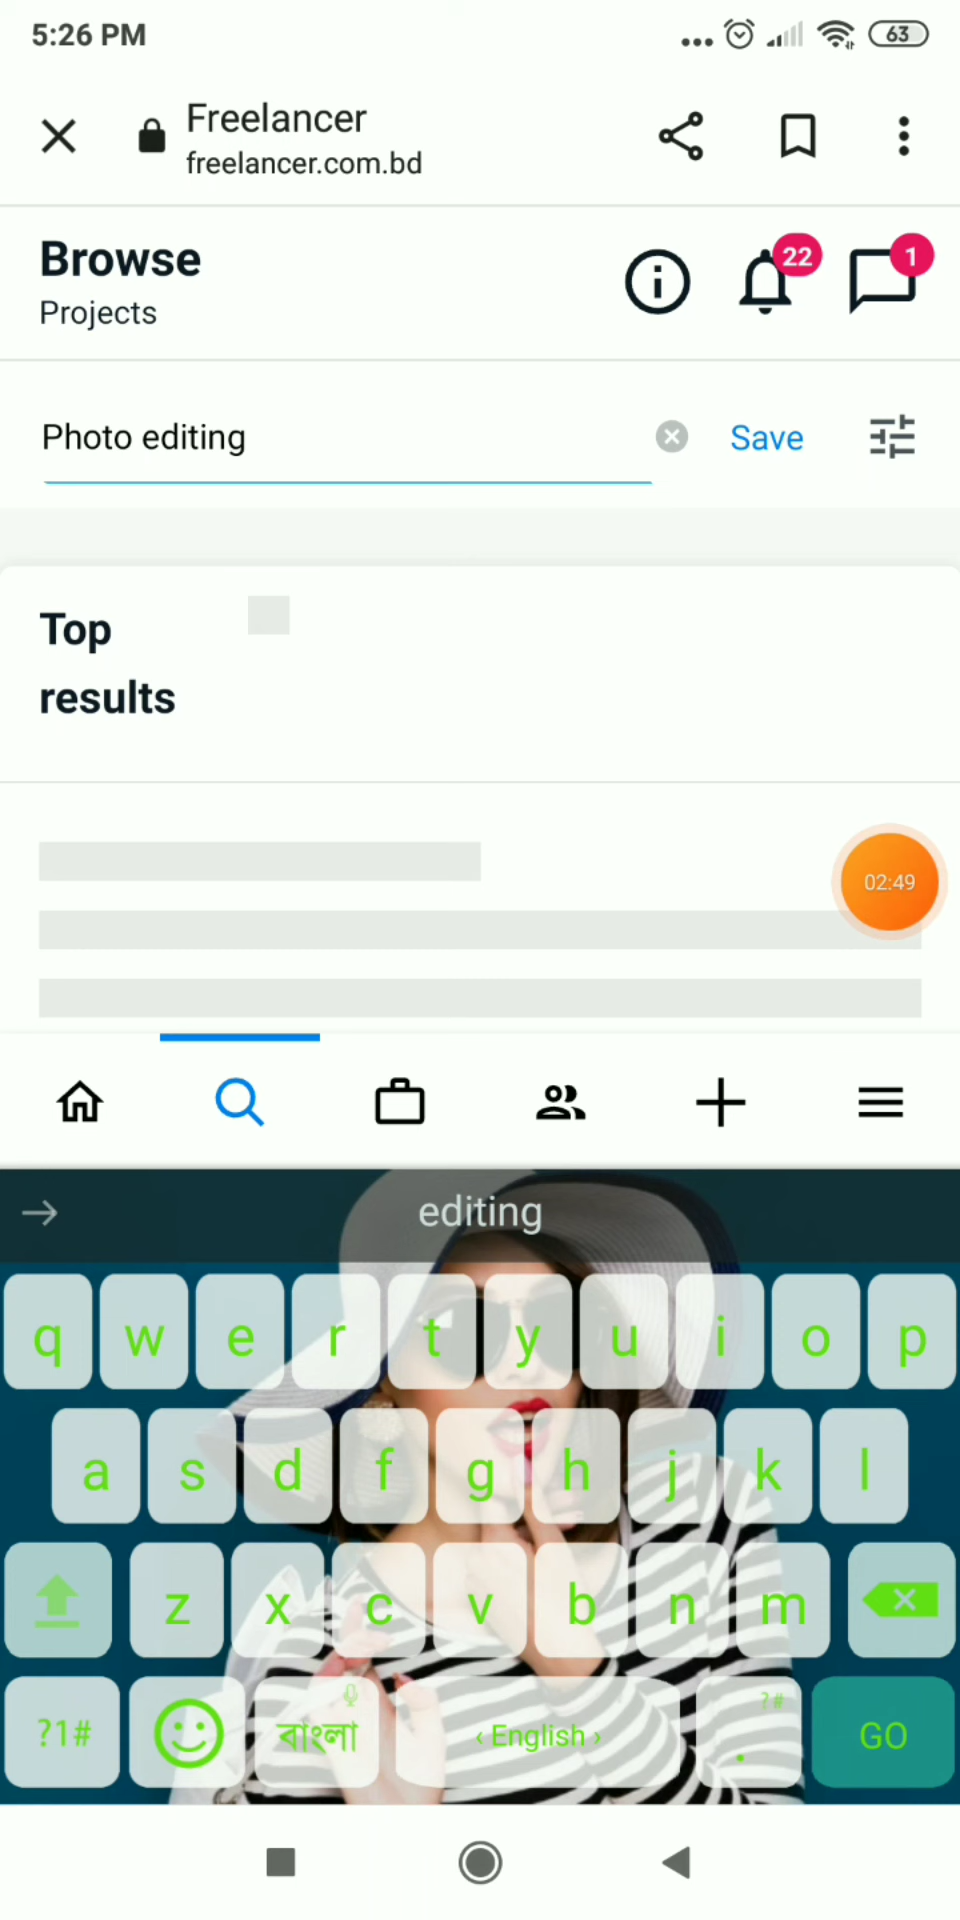 5:26 PM
63
Freelancer
freelancer.com.bd
Browse
22
1
Projects
Photo editing
Save
Top
results
02:49
editing
q w e r t y u i o p
a s d f g h j k l
z x c v b n m
?1#
বাংলা
‹ English ›
?#
.
GO